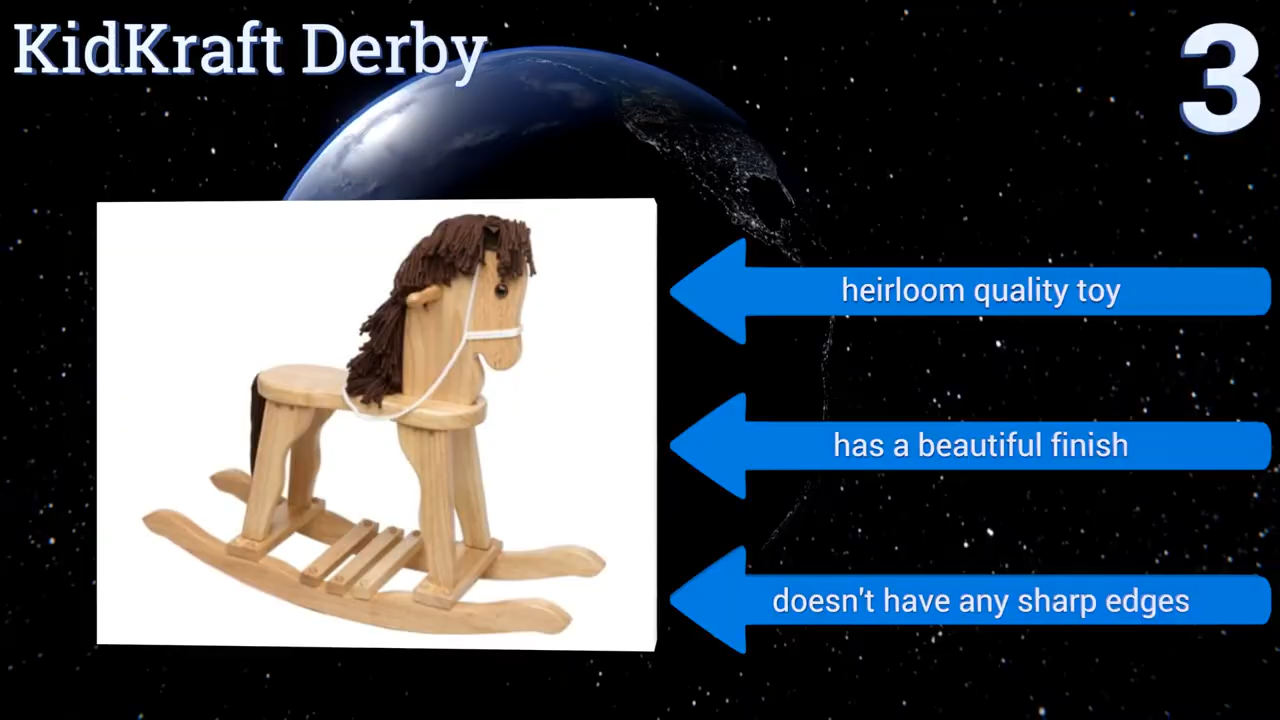 KidKraft Derby
3
heirloom quality toy
has a beautiful finish
doesn't have any sharp edges